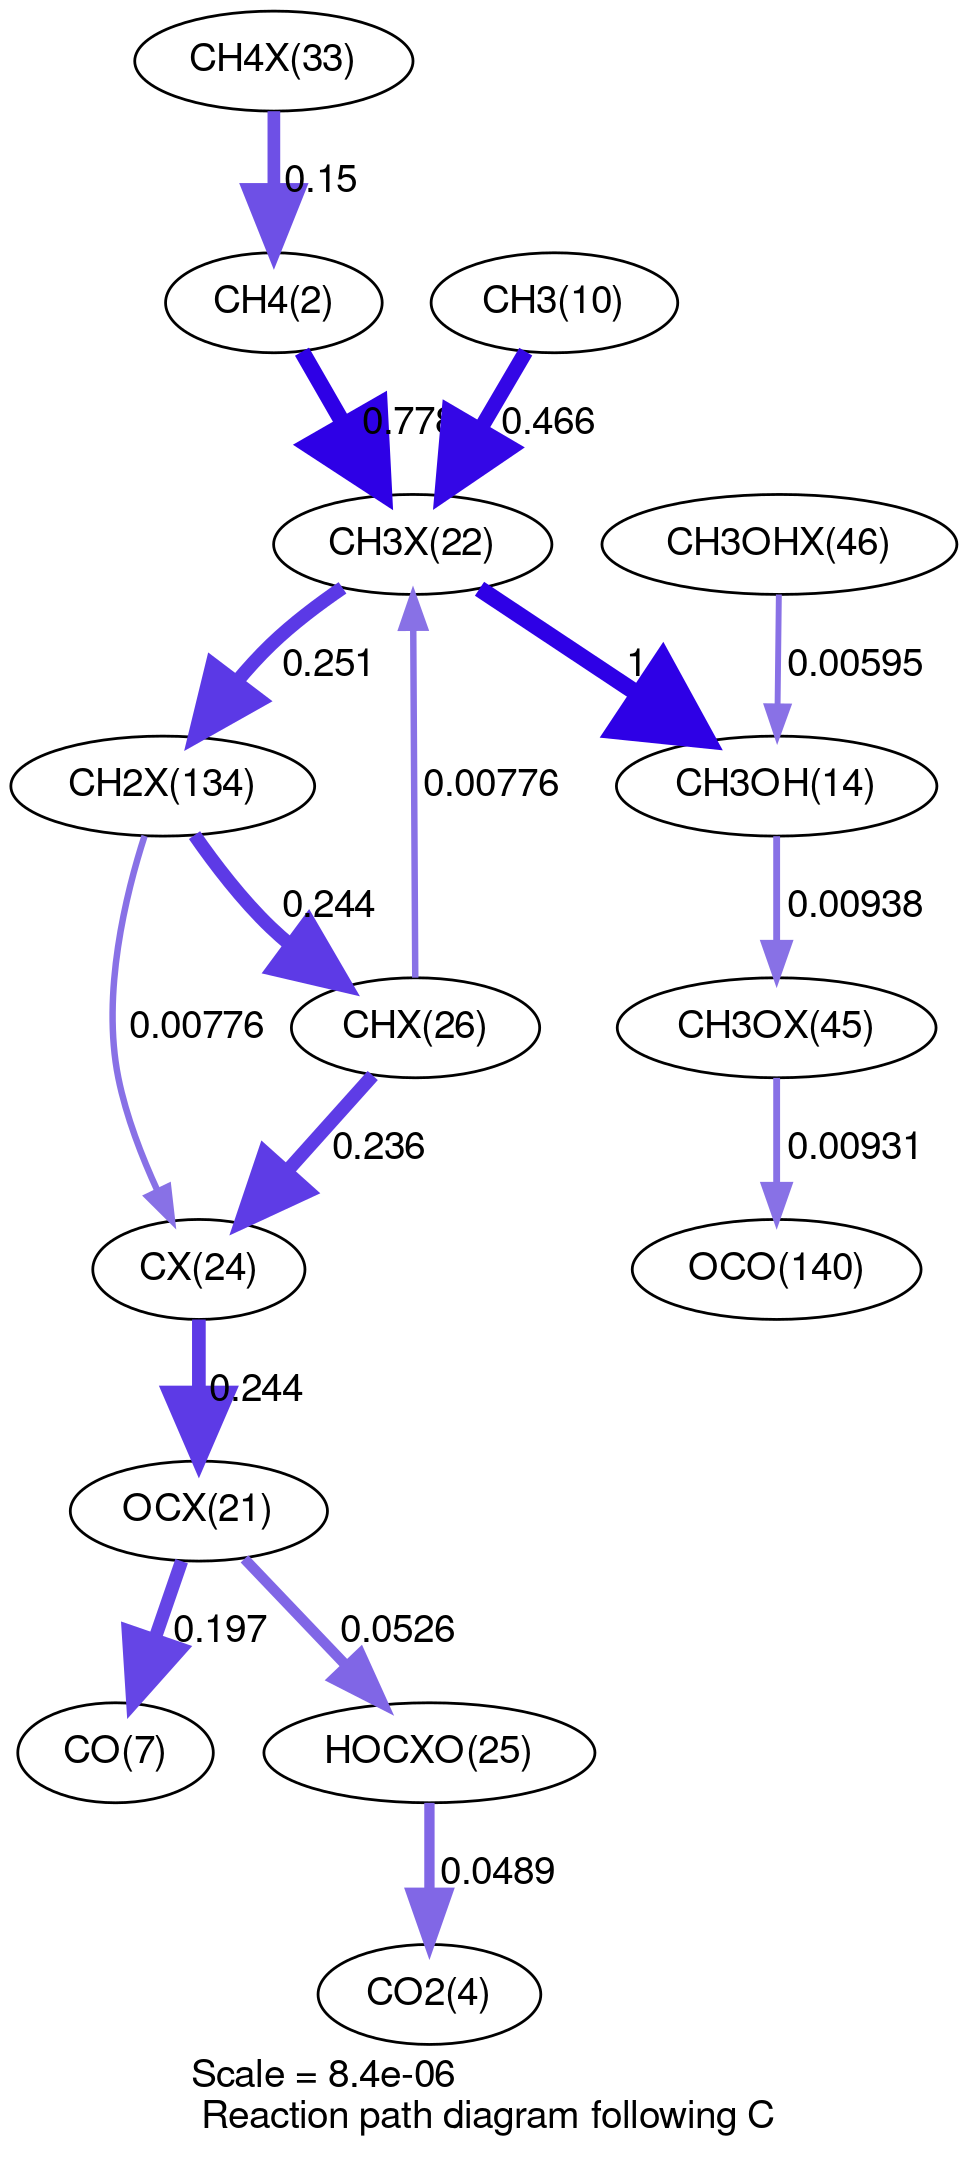 CH4X(33)
0.15
CH4(2)
CH3(10)
0.778
0.466
CH3X(22)
CH3OHX(46)
0.251
1
0.00595
CH2X(134)
0.00776
CH3OH(14)
0.244
0.00938
0.00776
CHX(26)
CH3OX(45)
0.236
0.00931
CX(24)
OCO(140)
0.244
OCX(21)
0.197
0.0526
CO(7)
HOCXO(25)
0.0489
CO2(4)
Scale = 8.4e-06
Reaction path diagram following C